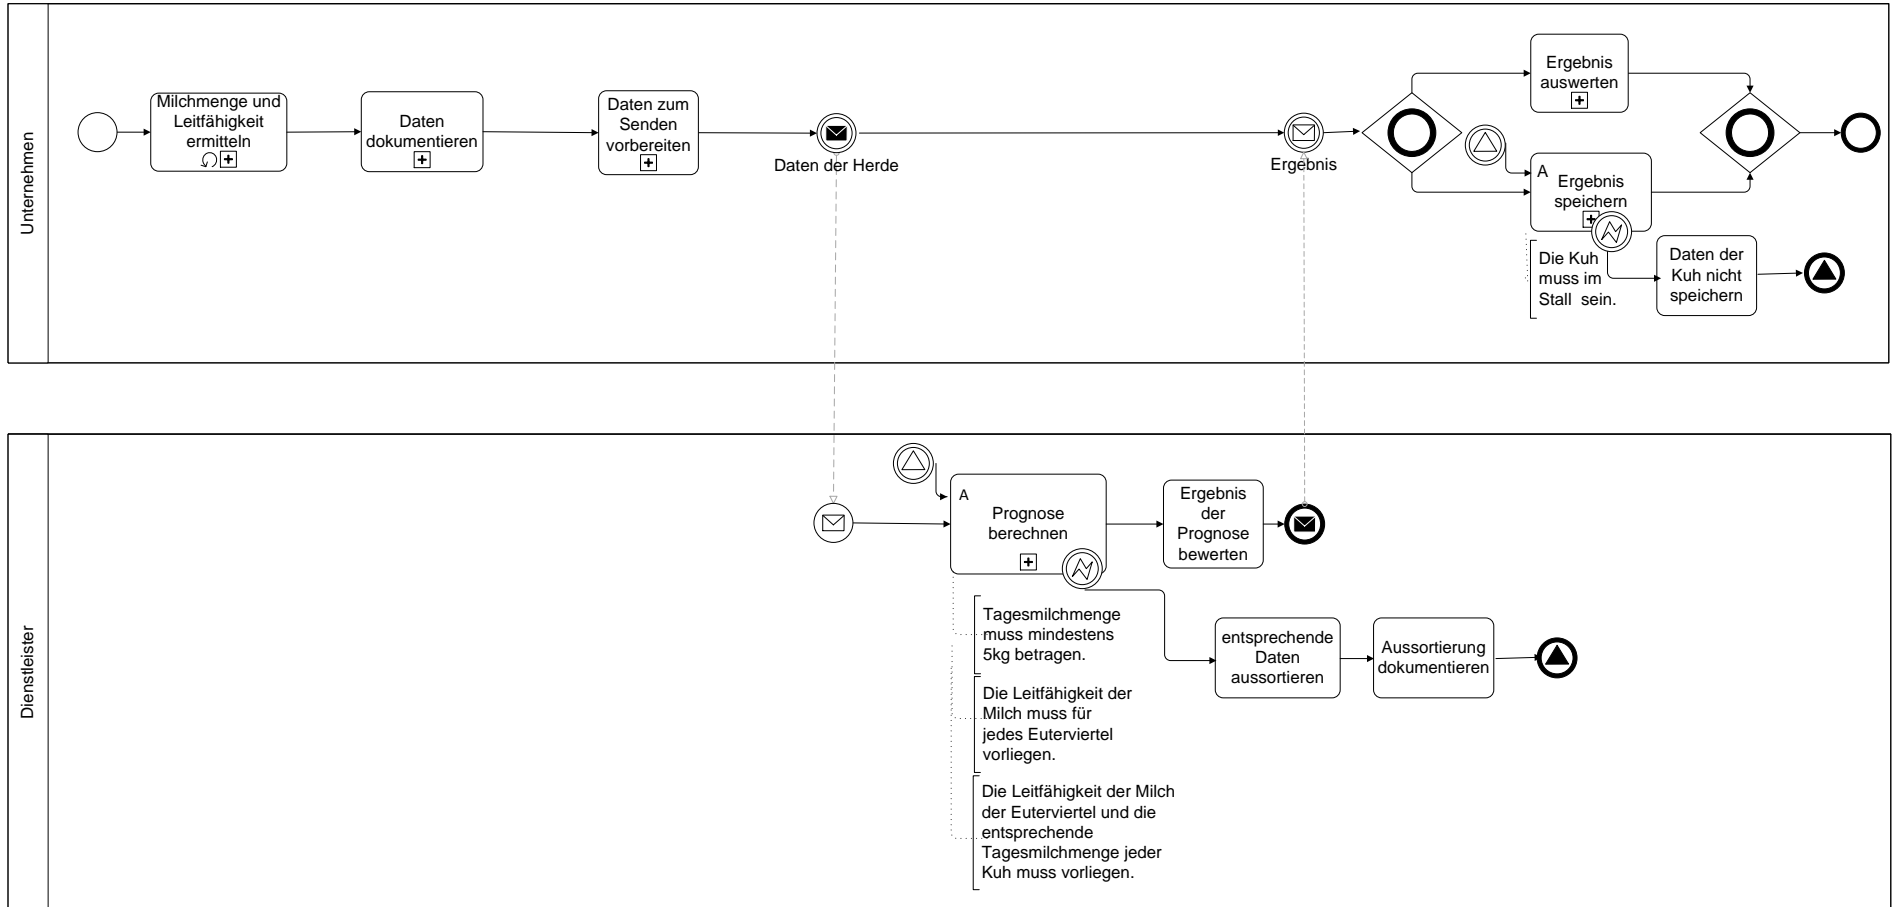 Unternehmen
Milchmenge und
Leitfähigkeit
ermitteln
Daten
dokumentieren
Daten zum
Senden
vorbereiten
Daten der Herde
Ergebnis
Ergebnis
auswerten
A
Ergebnis
speichern
Die Kuh
muss im
Stall sein.
Daten der
Kuh nicht
speichern
Dienstleister
A
Prognose
berechnen
Ergebnis
der
Prognose
bewerten
Tagesmilchmenge
muss mindestens
5kg betragen.
Die Leitfähigkeit der
Milch muss für
jedes Euterviertel
vorliegen.
Die Leitfähigkeit der Milch
der Euterviertel und die
entsprechende
Tagesmilchmenge jeder
Kuh muss vorliegen.
entsprechende
Daten
aussortieren
Aussortierung
dokumentieren